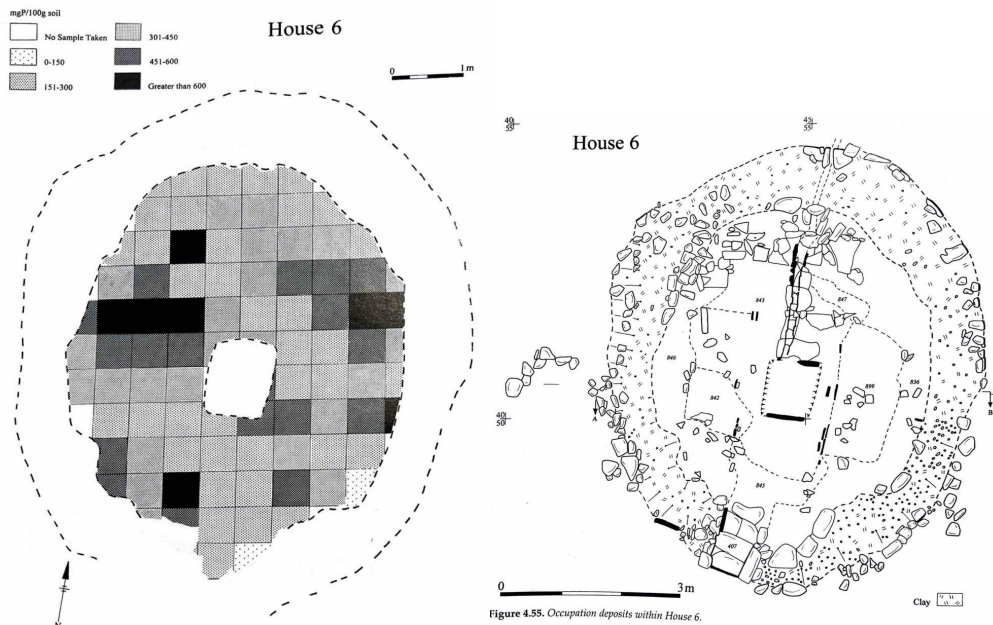 mgP/100g soil
No Sample Taken
0-150
151-300
301-450
451-600
Greater than 600
House 6
0 1m
House 6
40
55
45
55
843
847
846
842
899
836
40
50
A
B
845
407
0 3m
Clay
Figure 4.55. Occupation deposits within House 6.